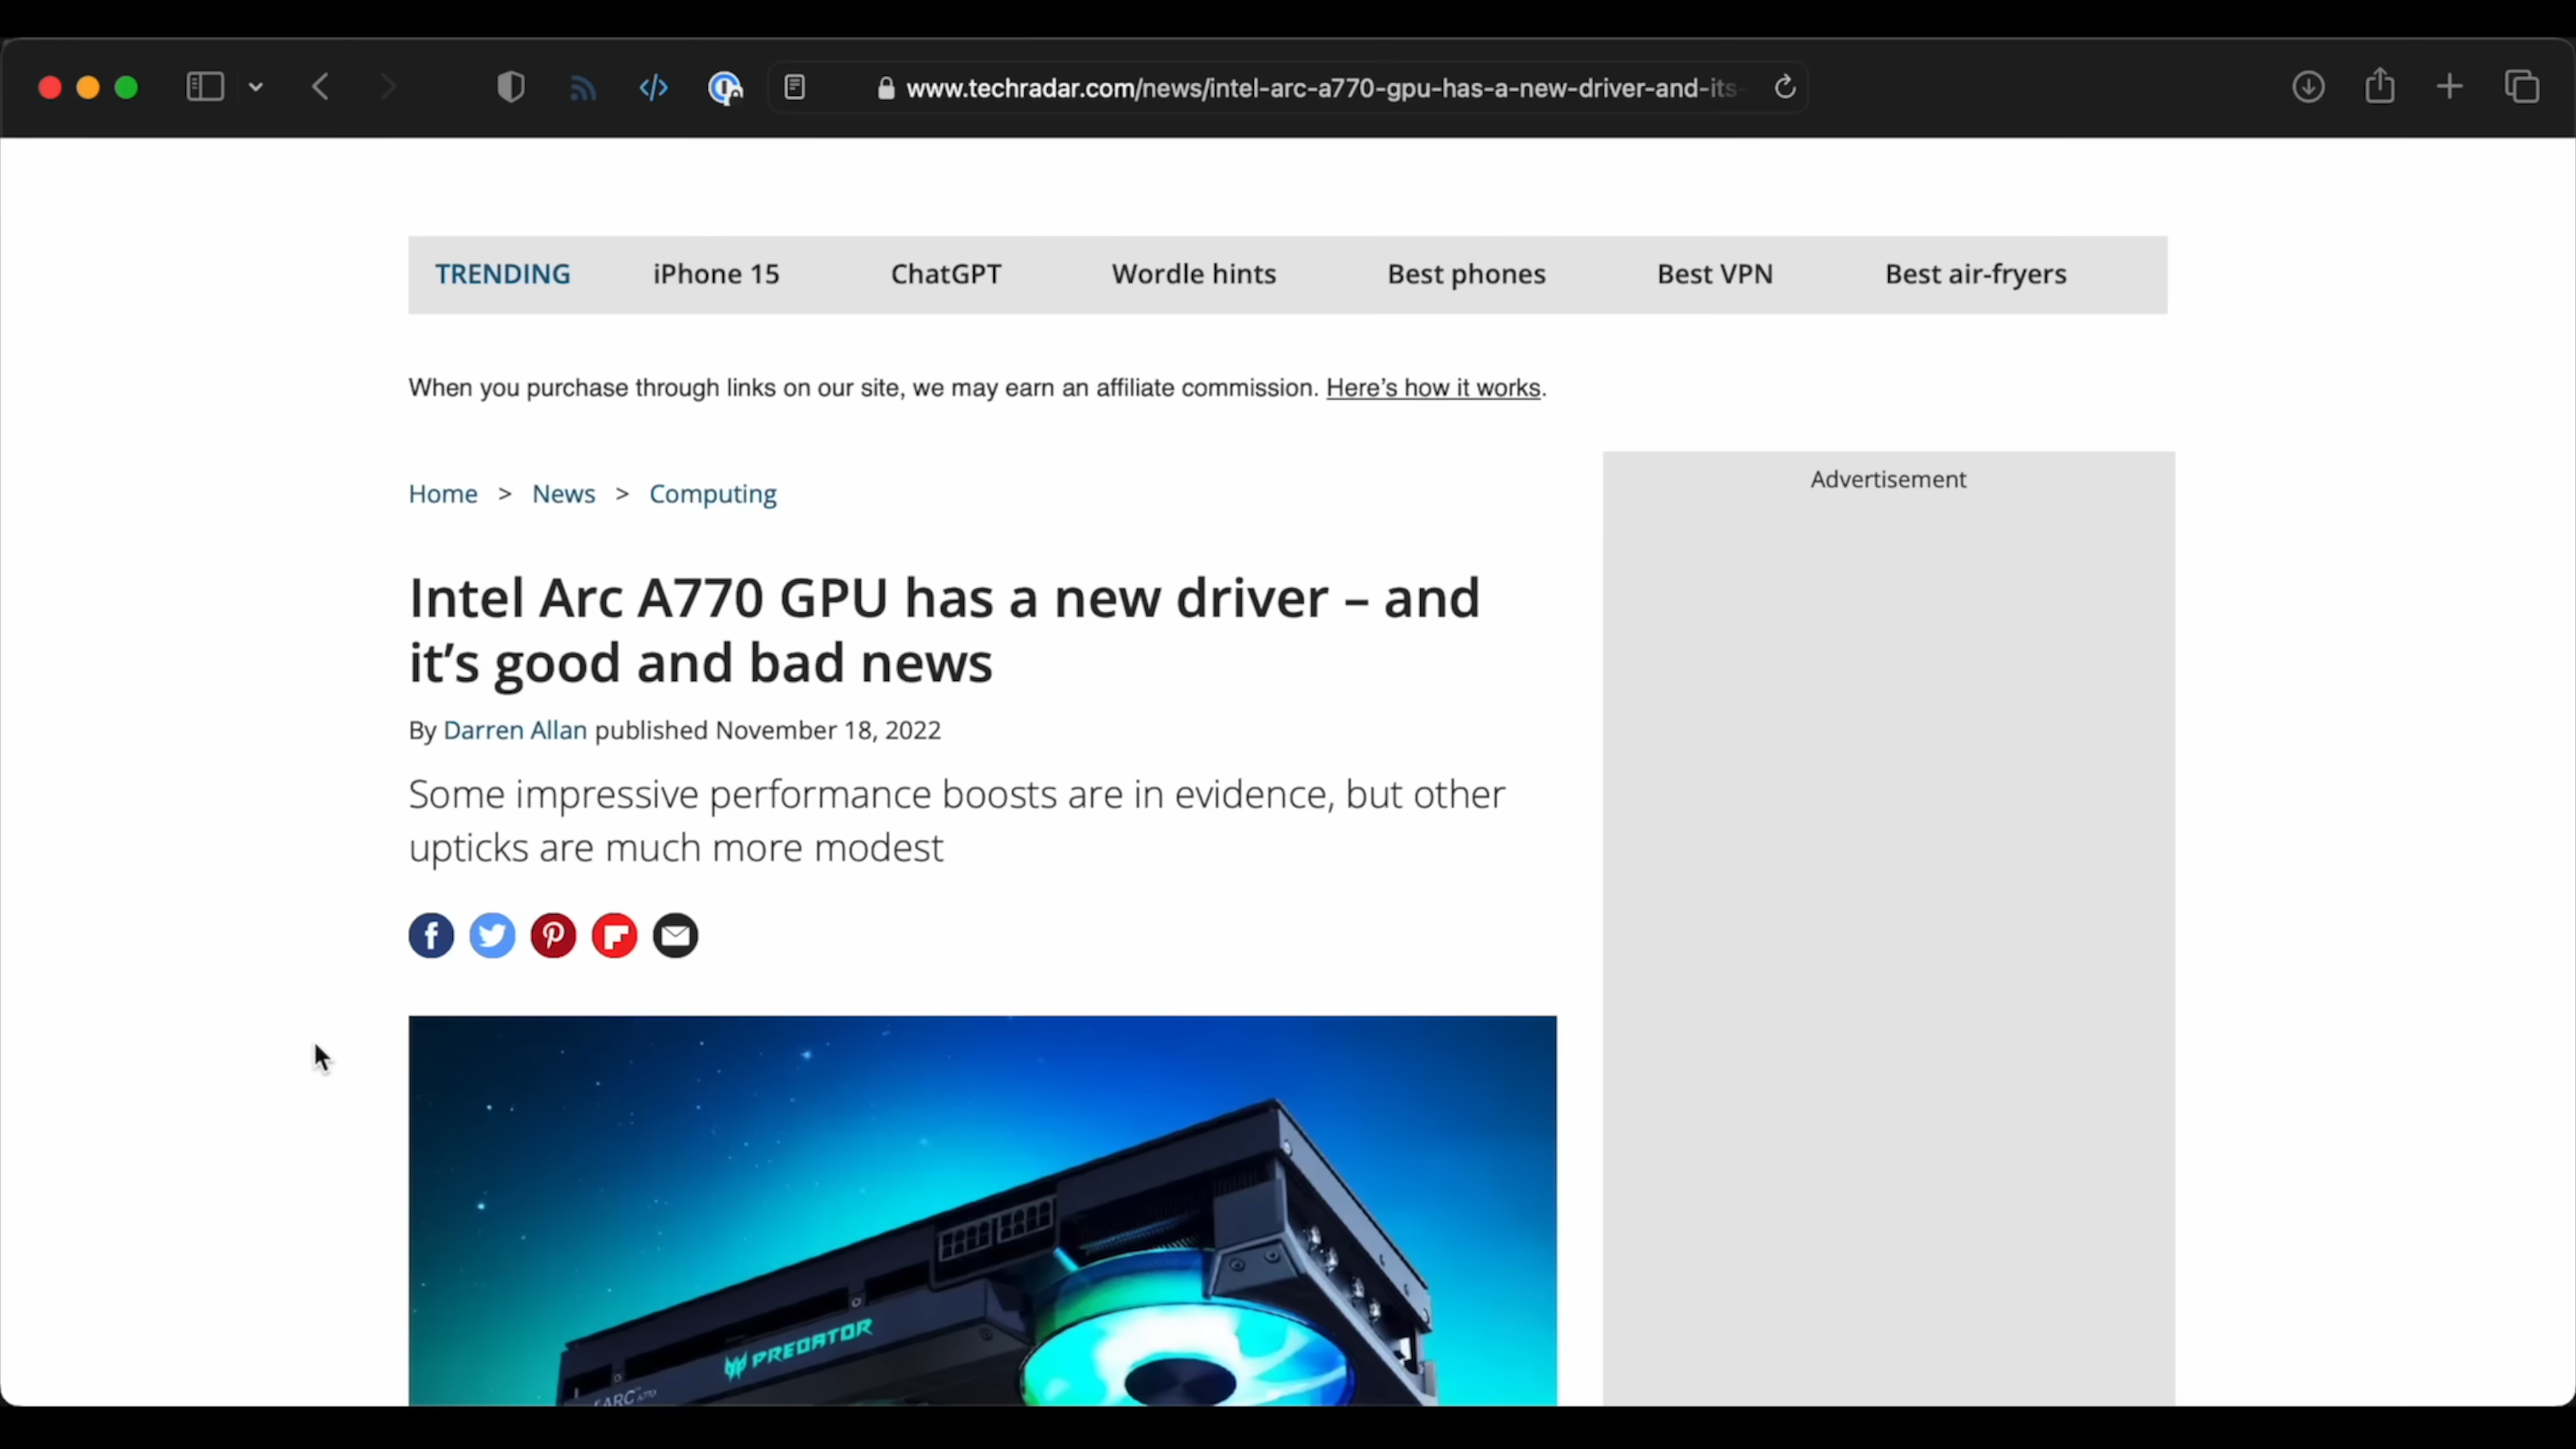 www.techradar.com/news/intel-arc-a770-gpu-has-a-new-driver-and-its-
TRENDING iPhone 15 ChatGPT Wordle hints Best phones Best VPN Best air-fryers
When you purchase through links on our site, we may earn an affiliate commission. Here’s how it works.
Home > News > Computing
Advertisement
Intel Arc A770 GPU has a new driver – and
it’s good and bad news
By Darren Allan published November 18, 2022
Some impressive performance boosts are in evidence, but other
upticks are much more modest
PREDATOR
ARC A770